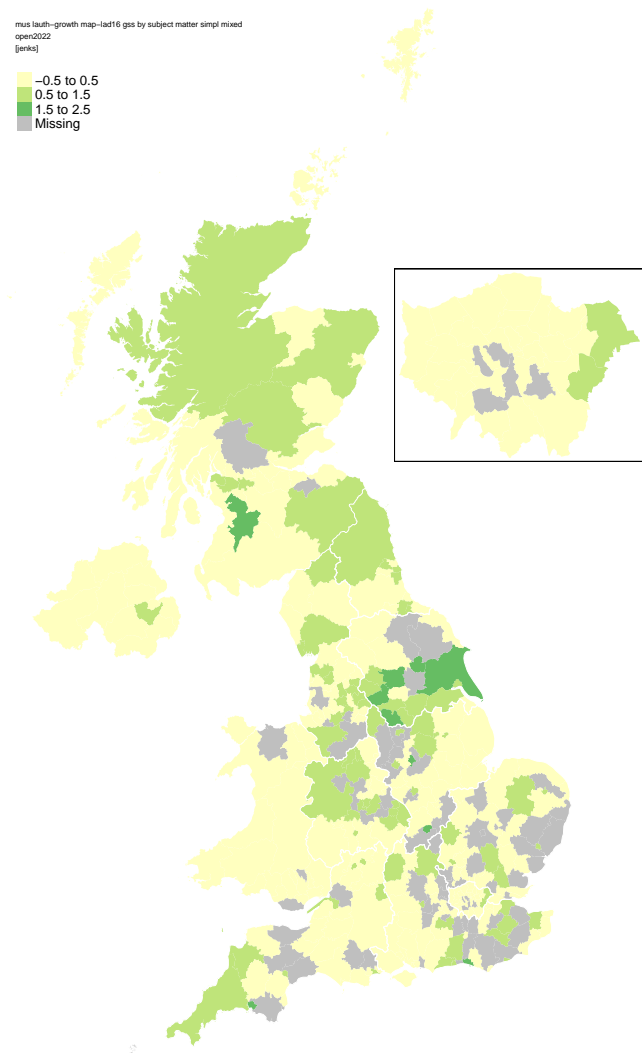 mus lauth−growth map−lad16 gss by subject matter simpl mixed
open2022
[jenks]
−0.5 to 0.5
0.5 to 1.5
1.5 to 2.5
Missing